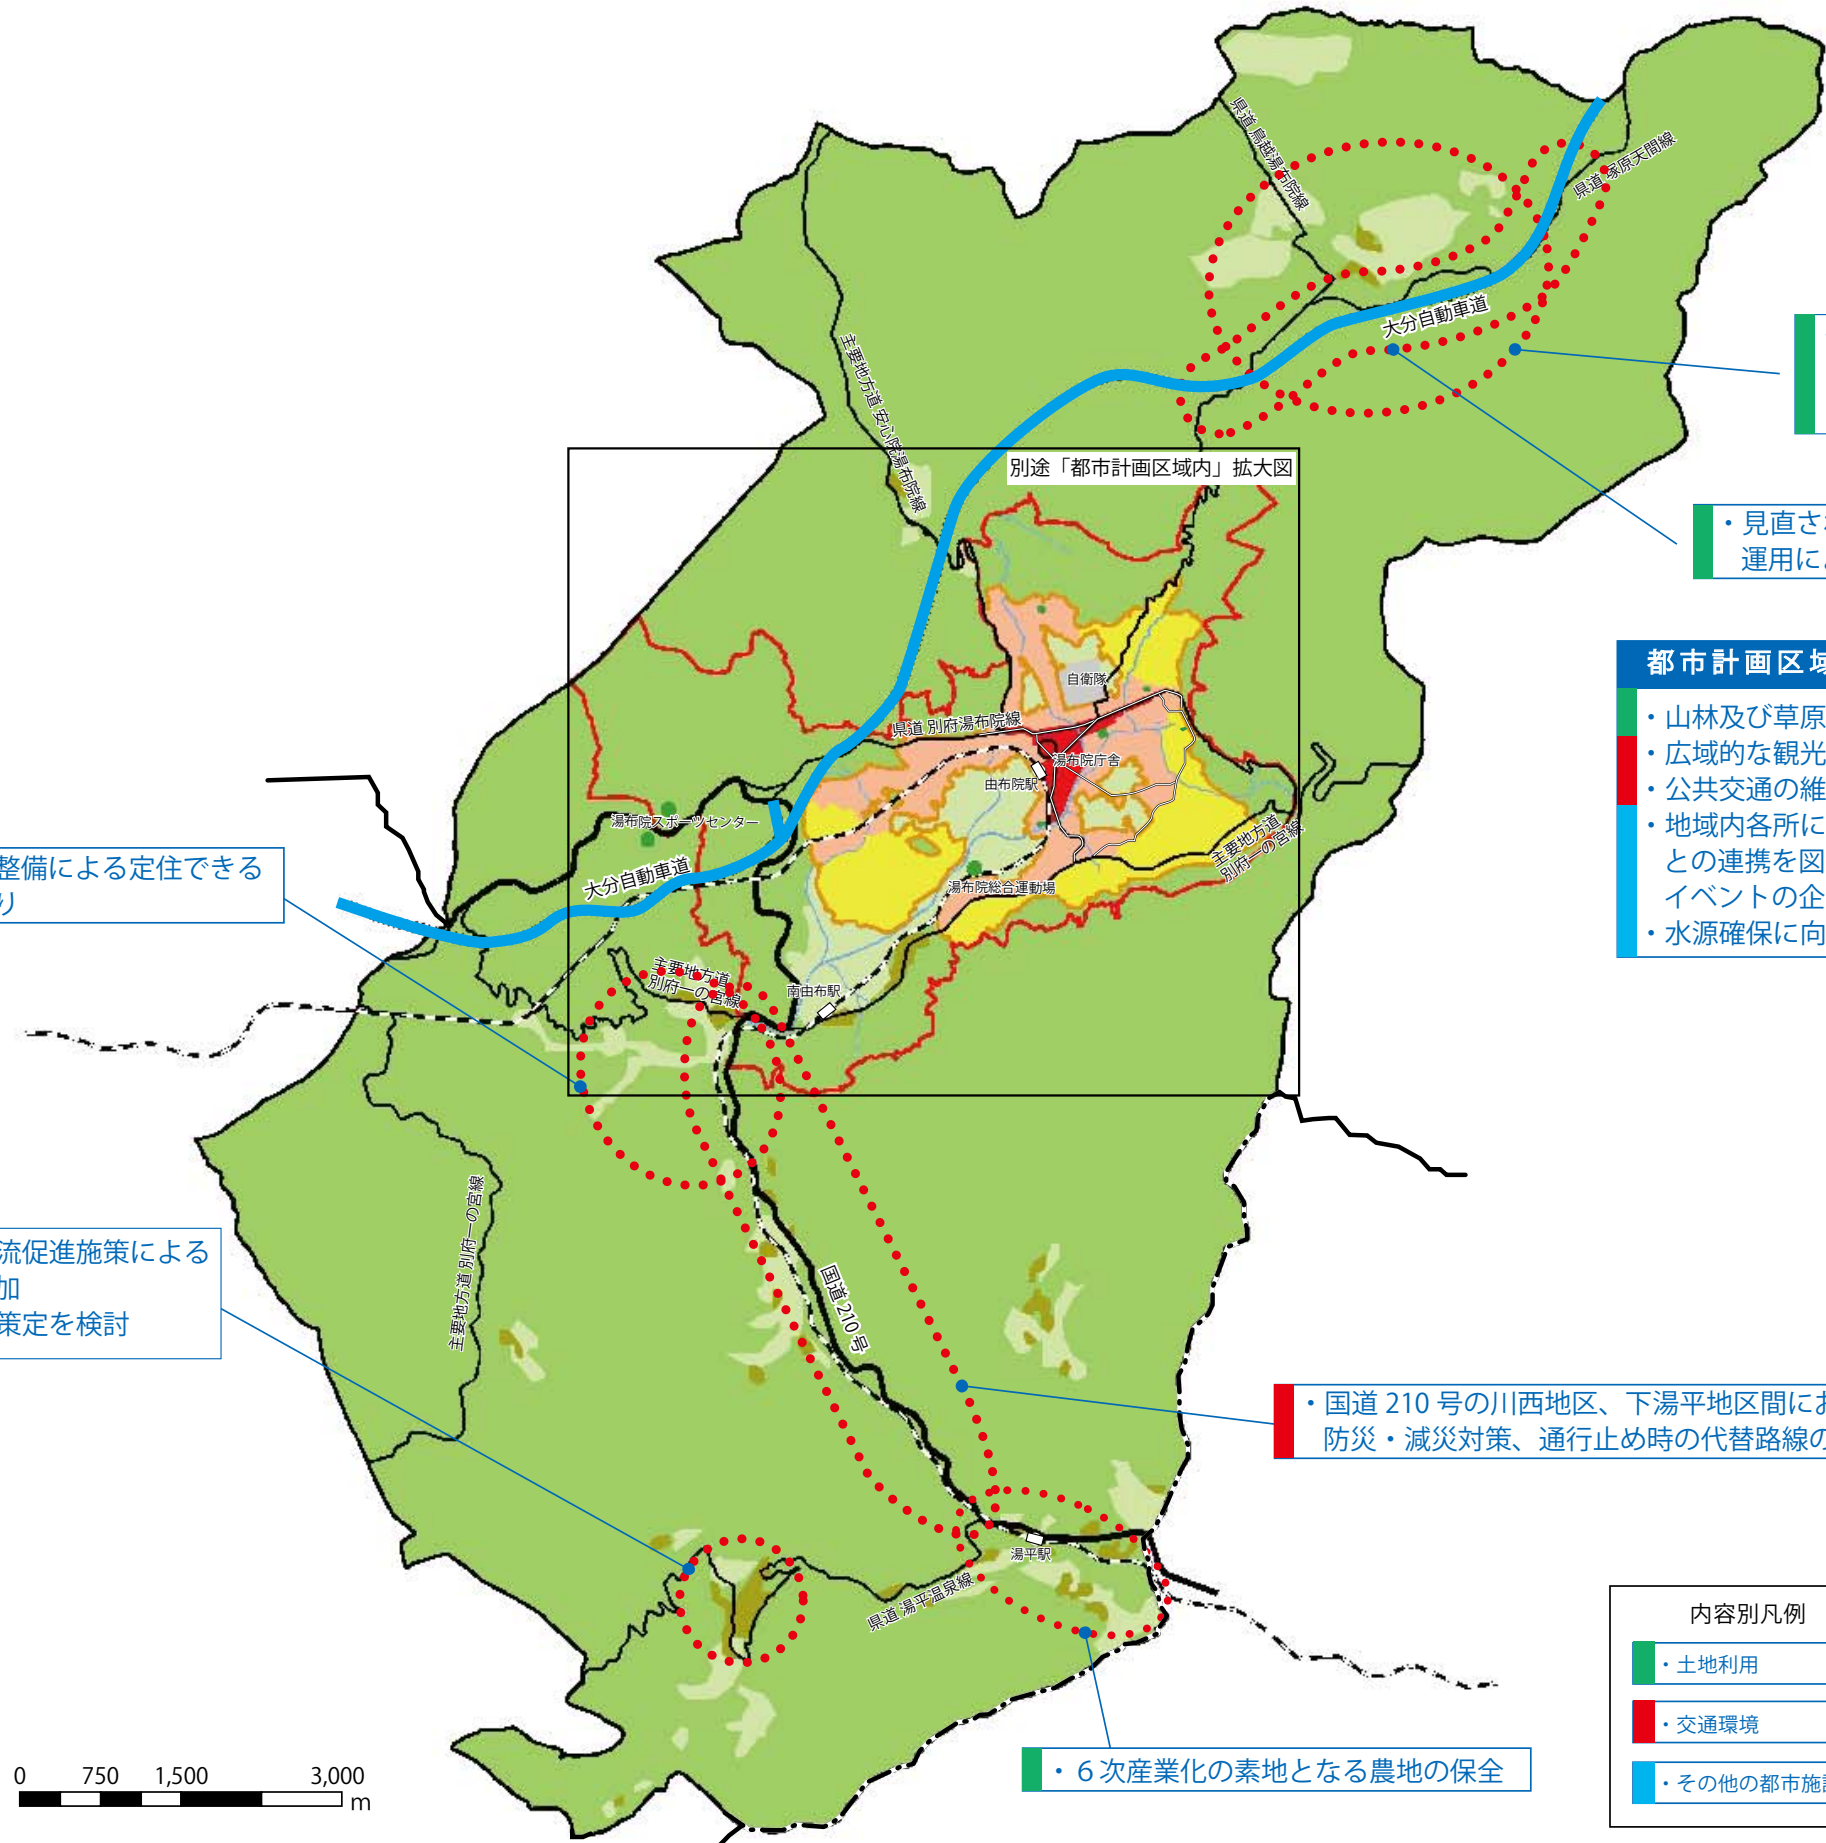 県道 鳥越湯布院線
県道 塚原天間線
大分自動車道
主要地方道 安心院湯布院線
別途「都市計画区域内」拡大図
・見直さ
運用に
都市計画区域
・山林及び草原
・広域的な観光
・公共交通の維
・地域内各所に
との連携を図
イベントの企
・水源確保に向
自衛隊
県道 別府湯布院線
湯布院庁舎
由布院駅
湯布院スポーツセンター
主要地方道
別府一の宮線
大分自動車道
湯布院総合運動場
整備による定住できる
り
主要地方道
別府一の宮線
南由布駅
主要地方道 別府一の宮線
流促進施策による
加
策定を検討
国道 210 号
・国道 210 号の川西地区、下湯平地区間にお
防災・減災対策、通行止め時の代替路線の
湯平駅
県道 湯平温泉線
・６次産業化の素地となる農地の保全
内容別凡例
・土地利用
・交通環境
・その他の都市施設
0 750 1,500 3,000
m